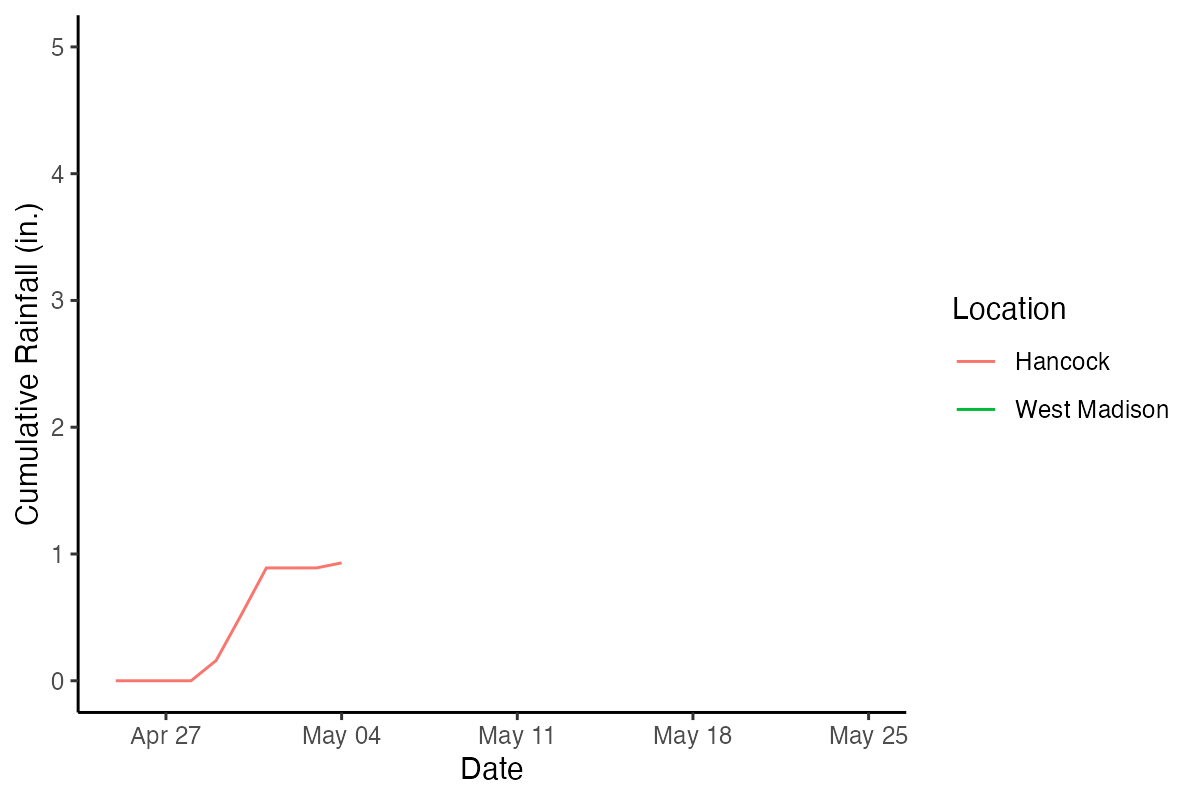 5
4
3
2
1
0
Cumulative Rainfall (in.)
Apr 27 May 04 May 11 May 18 May 25
Date
Location
Hancock
West Madison